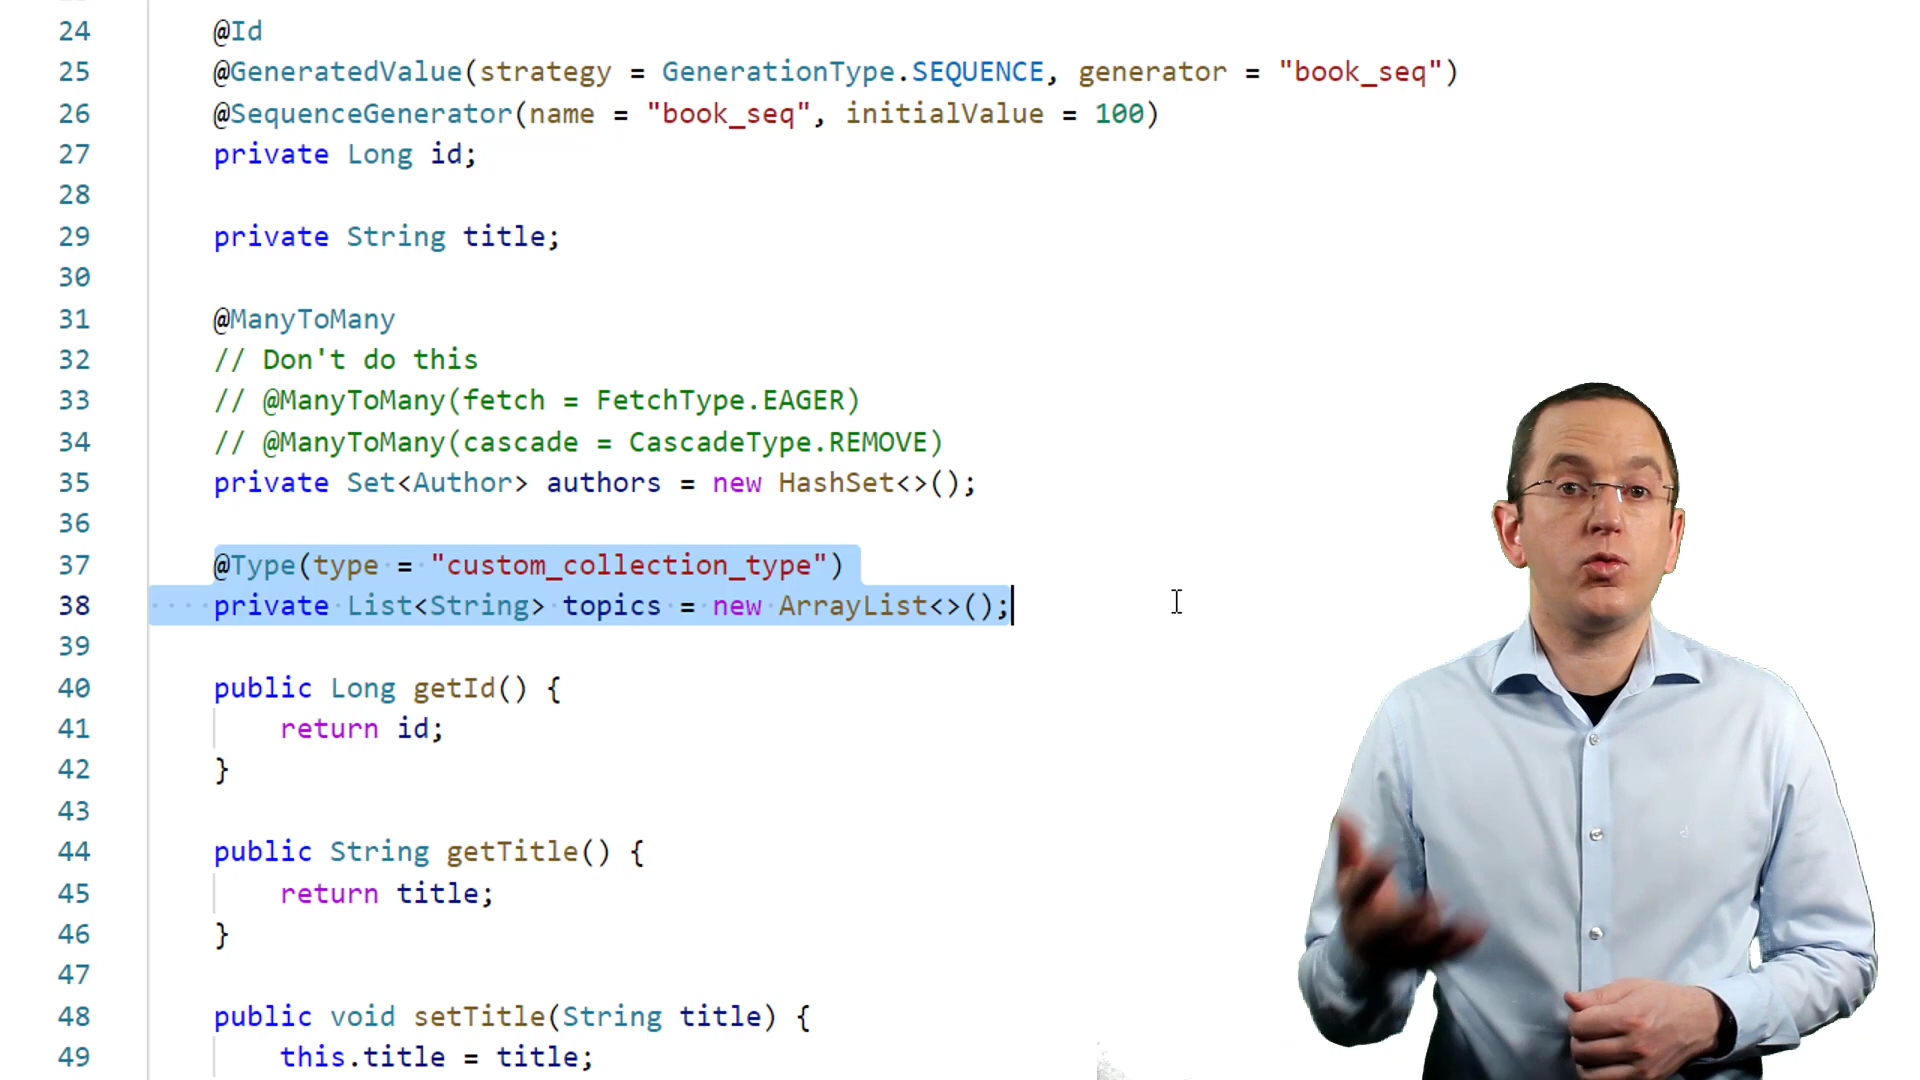 24 @Id
25 @GeneratedValue(strategy = GenerationType.SEQUENCE, generator = "book_seq")
26 @SequenceGenerator(name = "book_seq", initialValue = 100)
27 private Long id;
28
29 private String title;
30
31 @ManyToMany
32 // Don't do this
33 // @ManyToMany(fetch = FetchType.EAGER)
34 // @ManyToMany(cascade = CascadeType.REMOVE)
35 private Set<Author> authors = new HashSet<>();
36
37 @Type(type = "custom_collection_type")
38 private List<String> topics = new ArrayList<>();
39
40 public Long getId() {
41 return id;
42 }
43
44 public String getTitle() {
45 return title;
46 }
47
48 public void setTitle(String title) {
49 this.title = title;